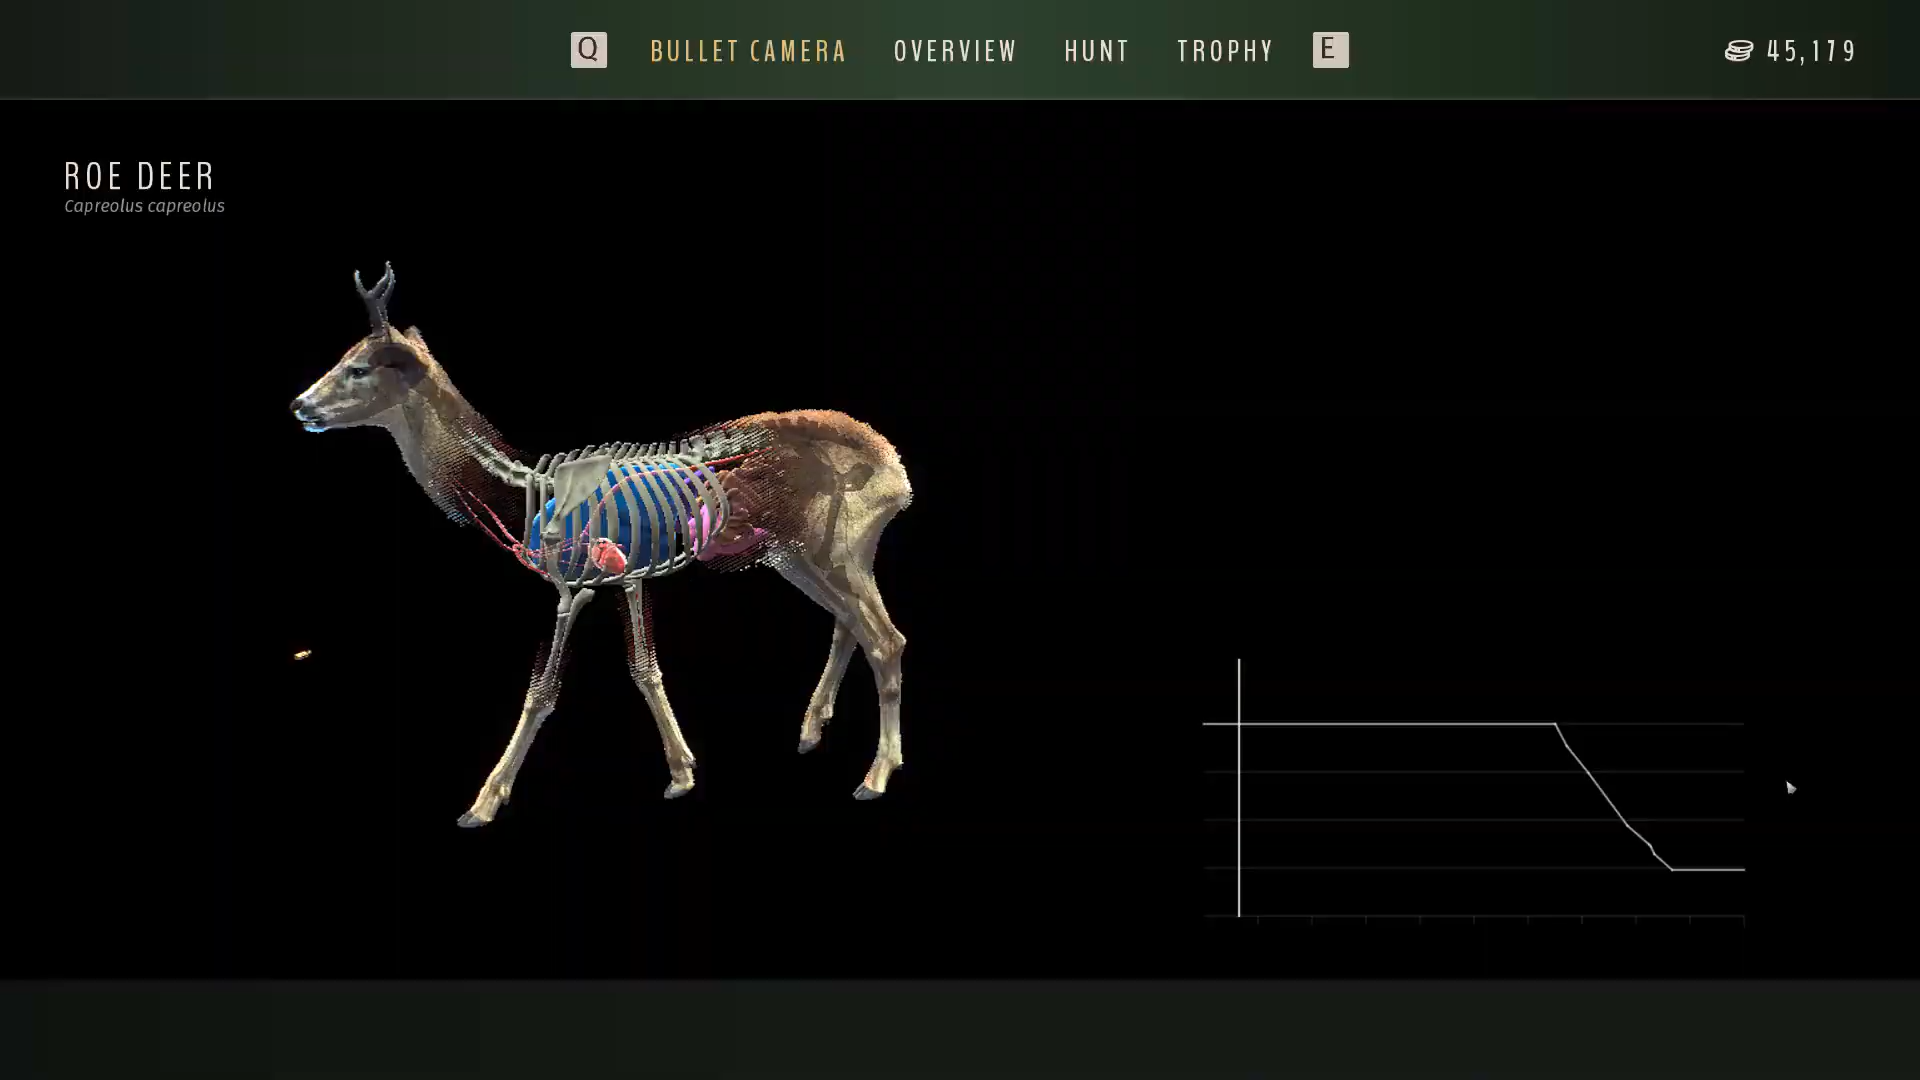 Q BULLET CAMERA OVERVIEW HUNT TROPHY E 45,179
ROE DEER
Capreolus capreolus